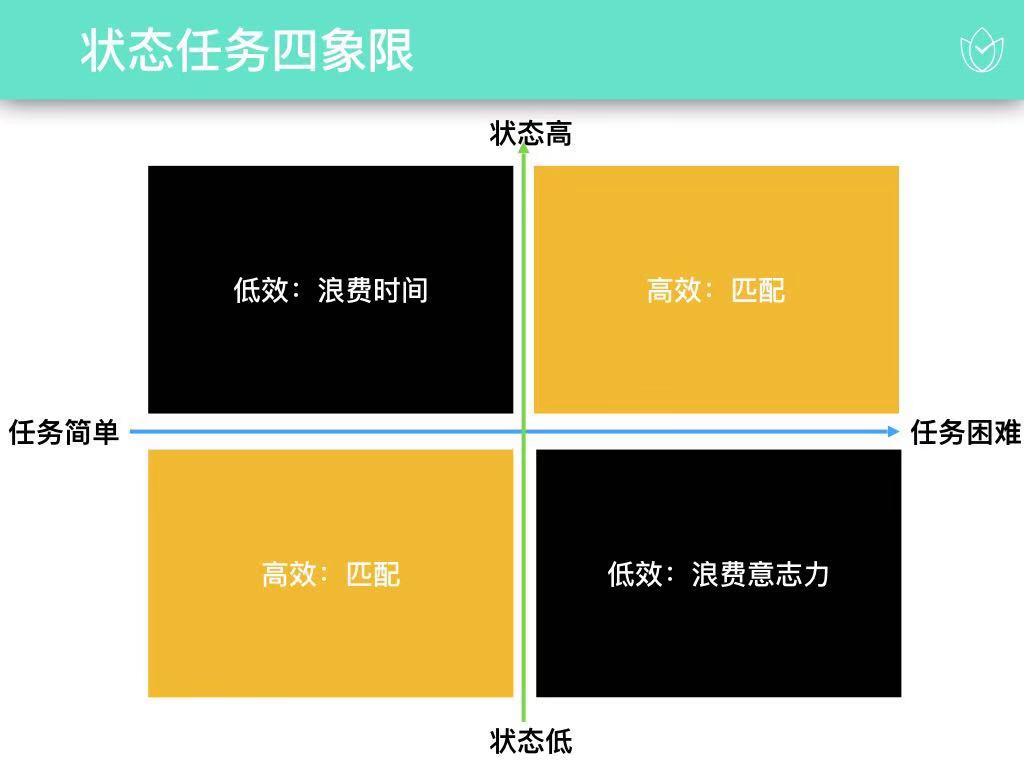 状态任务四象限
状态高
低效：浪费时间
高效：匹配
任务简单
任务困难
高效：匹配
低效：浪费意志力
状态低